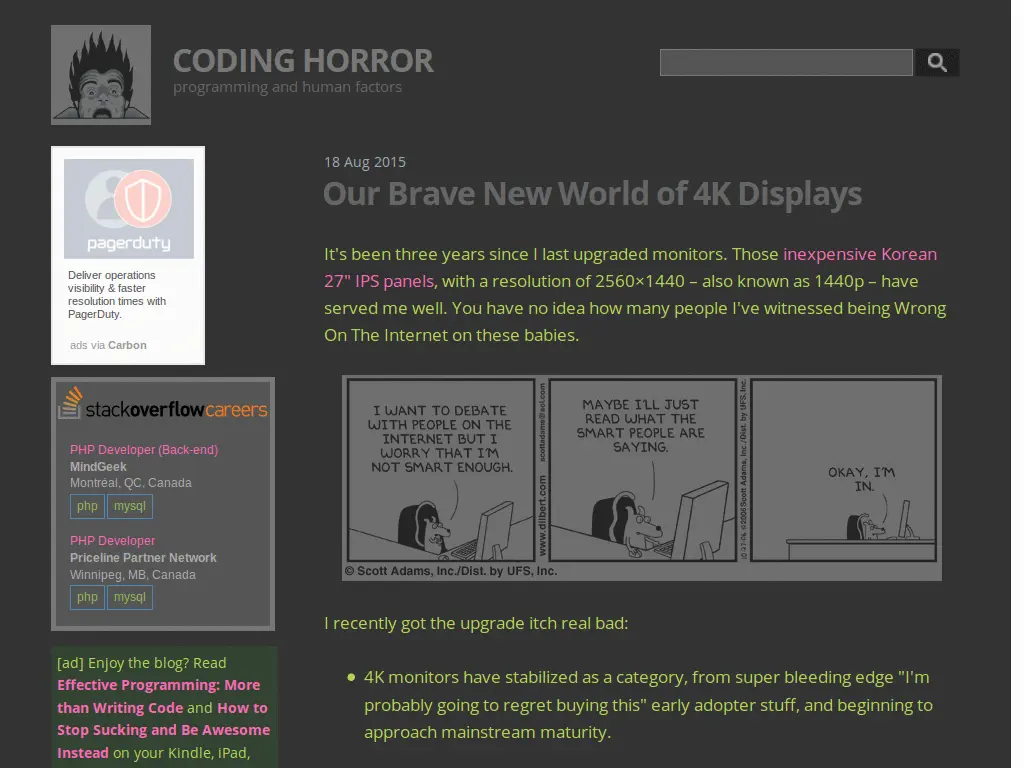 CODING HORROR
programming and human factors
pagerduty
Deliver operations
visibility & faster
resolution times with
PagerDuty.
ads via Carbon
stackoverflowcareers
PHP Developer (Back-end)
MindGeek
Montréal, QC, Canada
php mysql
PHP Developer
Priceline Partner Network
Winnipeg, MB, Canada
php mysql
[ad] Enjoy the blog? Read
Effective Programming: More
than Writing Code and How to
Stop Sucking and Be Awesome
Instead on your Kindle, iPad,
18 Aug 2015
Our Brave New World of 4K Displays
It's been three years since I last upgraded monitors. Those inexpensive Korean
27" IPS panels, with a resolution of 2560×1440 – also known as 1440p – have
served me well. You have no idea how many people I've witnessed being Wrong
On The Internet on these babies.
I WANT TO DEBATE
WITH PEOPLE ON THE
INTERNET BUT I
WORRY THAT I'M
NOT SMART ENOUGH.
www.dilbert.com scottadams@aol.com
MAYBE I'LL JUST
READ WHAT THE
SMART PEOPLE ARE
SAYING.
©2006 Scott Adams, Inc./Dist. by UFS, Inc.
OKAY, I'M
IN.
© Scott Adams, Inc./Dist. by UFS, Inc.
I recently got the upgrade itch real bad:
4K monitors have stabilized as a category, from super bleeding edge "I'm
probably going to regret buying this" early adopter stuff, and beginning to
approach mainstream maturity.